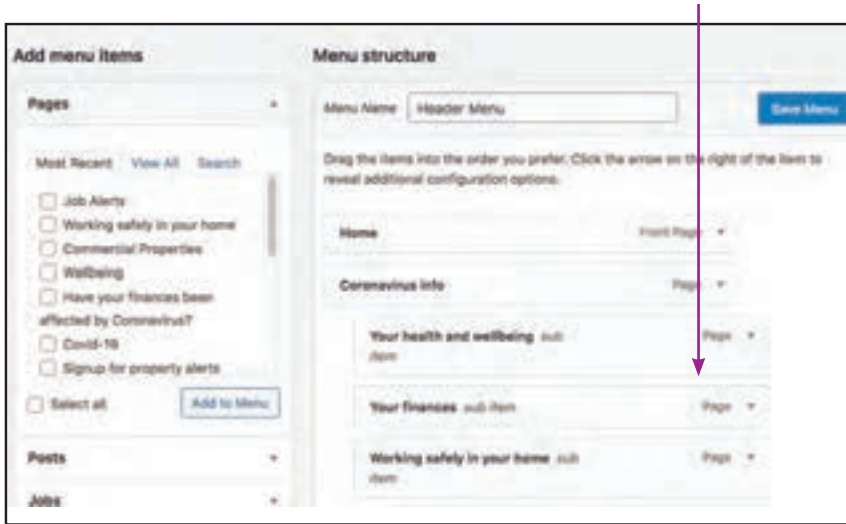 Add menu items
Pages
Most Recent View All Search
Job Alerts
Working safely in your home
Commercial Properties
Wellbeing
Have your finances been
affected by Coronavirus?
Covid-19
Signup for property alerts
Select all
Add to Menu
Posts
Jobs
Menu structure
Menu Name Header Menu
Save Menu
Drag the items into the order you prefer. Click the arrow on the right of the item to
reveal additional configuration options.
Home Front Page
Coronavirus info Page
Your health and wellbeing sub
item
Page
Your finances sub item Page
Working safely in your home sub
item
Page